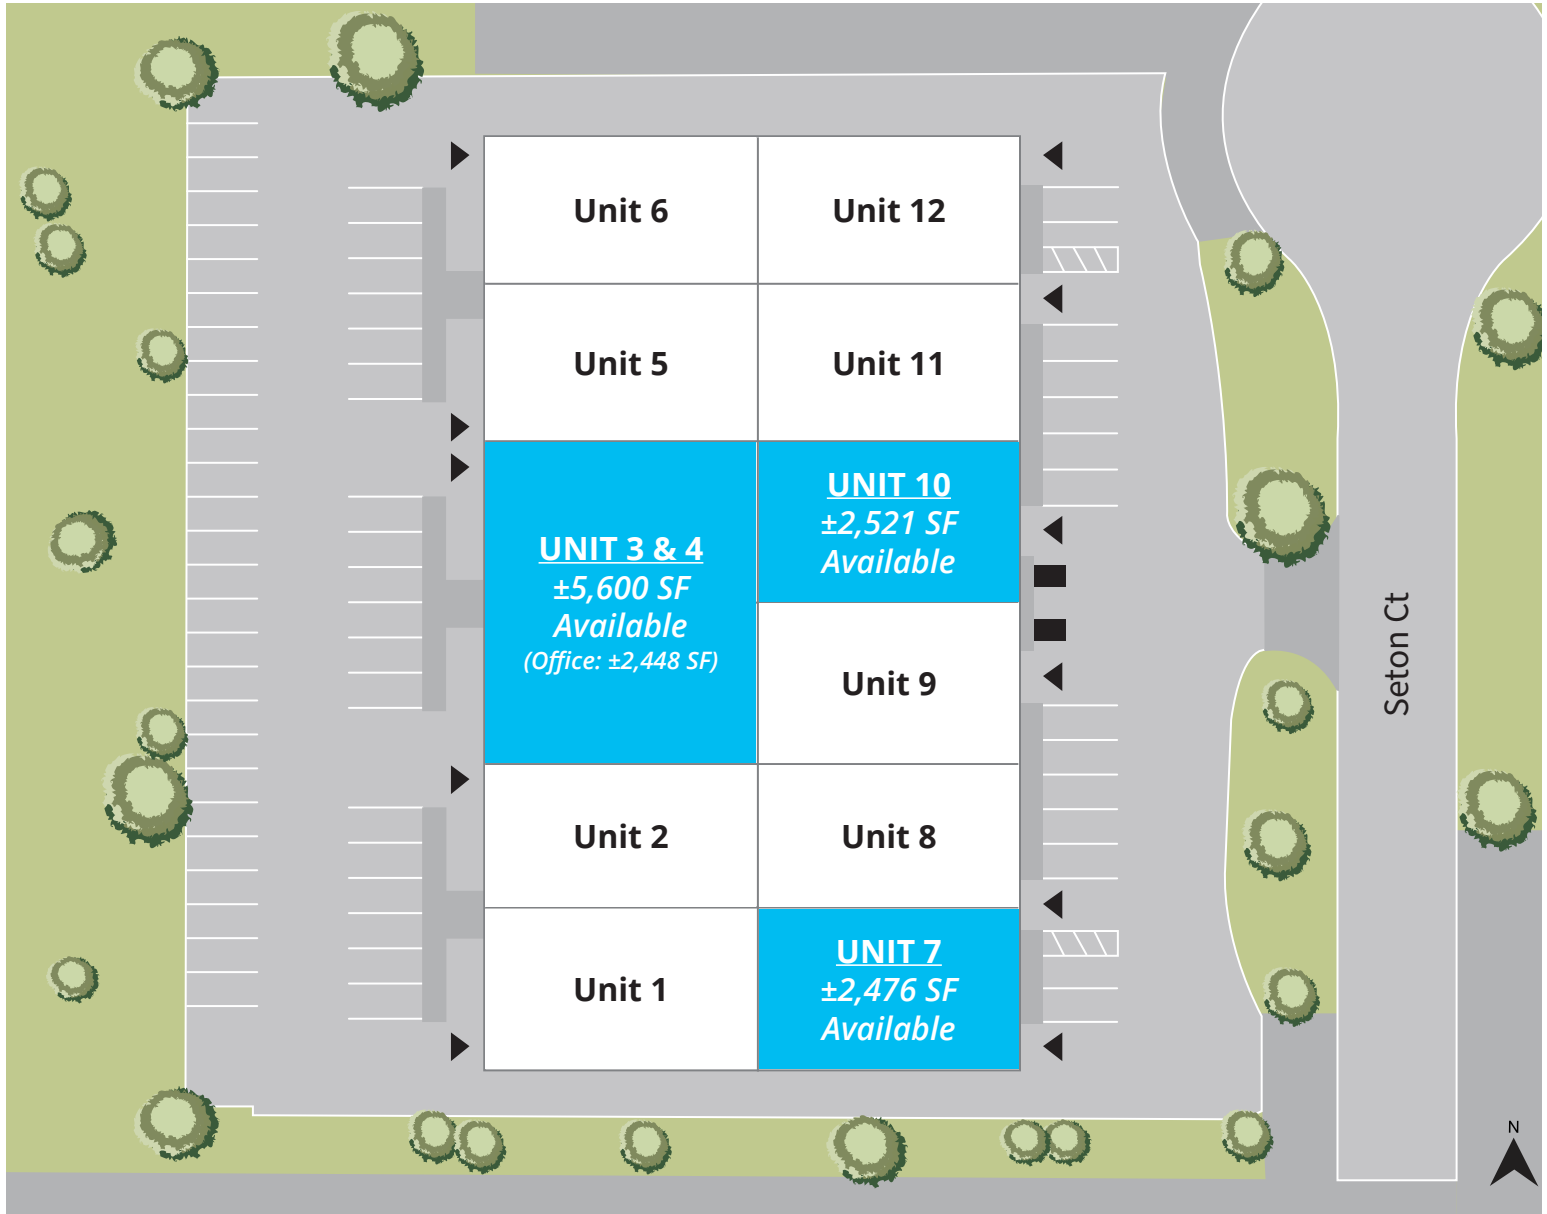 Unit 6
Unit 12
Unit 5
Unit 11
UNIT 3 & 4
±5,600 SF
Available
(Office: ±2,448 SF)
UNIT 10
±2,521 SF
Available
Unit 9
Unit 2
Unit 8
Unit 1
UNIT 7
±2,476 SF
Available
Seton Ct
N